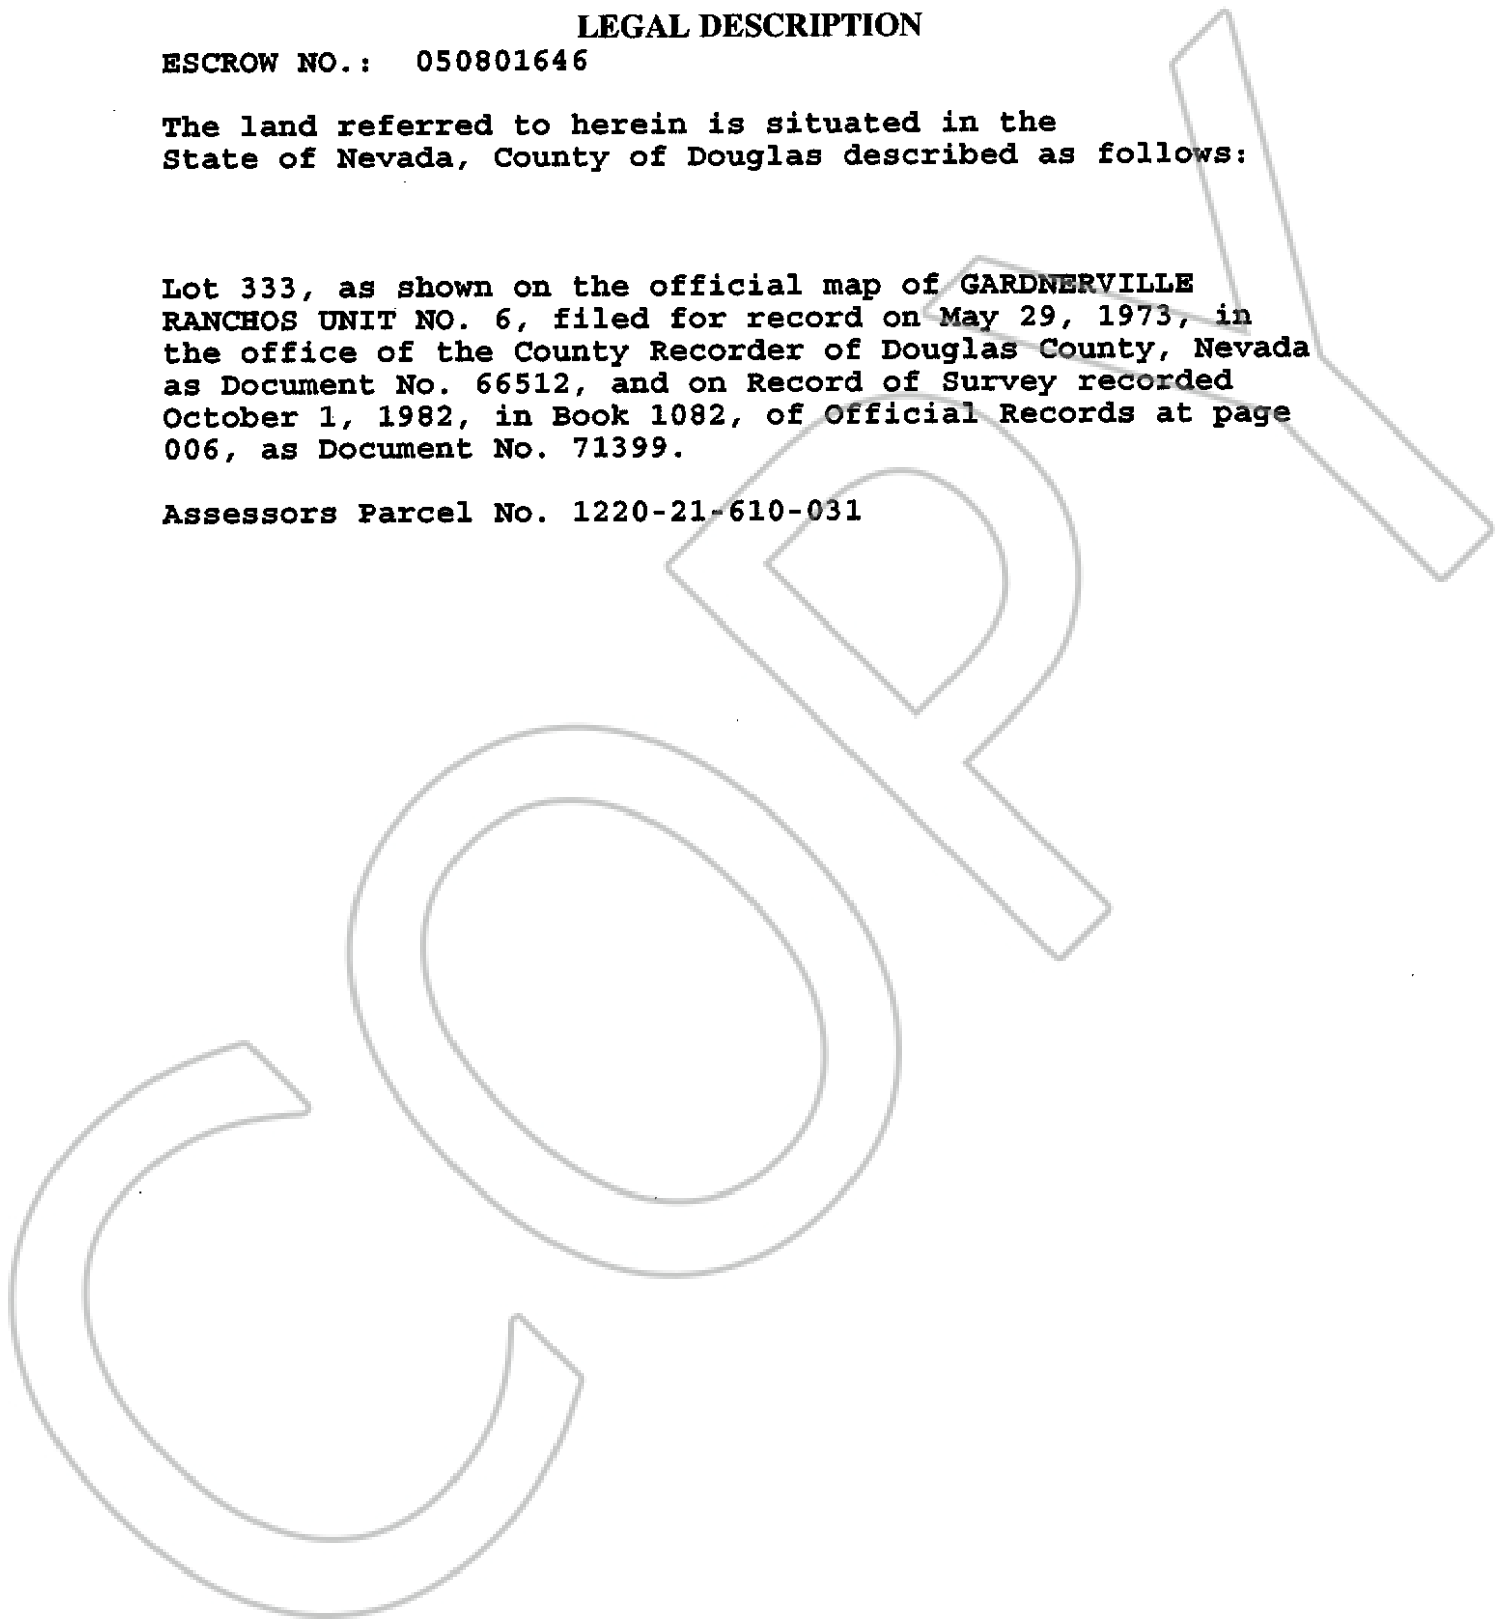 LEGAL DESCRIPTION
ESCROW NO.: 050801646
The land referred to herein is situated in the
State of Nevada, County of Douglas described as follows:
Lot 333, as shown on the official map of GARDNERVILLE
RANCHOS UNIT NO. 6, filed for record on May 29, 1973, in
the office of the County Recorder of Douglas County, Nevada
as Document No. 66512, and on Record of Survey recorded
October 1, 1982, in Book 1082, of Official Records at page
006, as Document No. 71399.
Assessors Parcel No. 1220-21-610-031
COPY